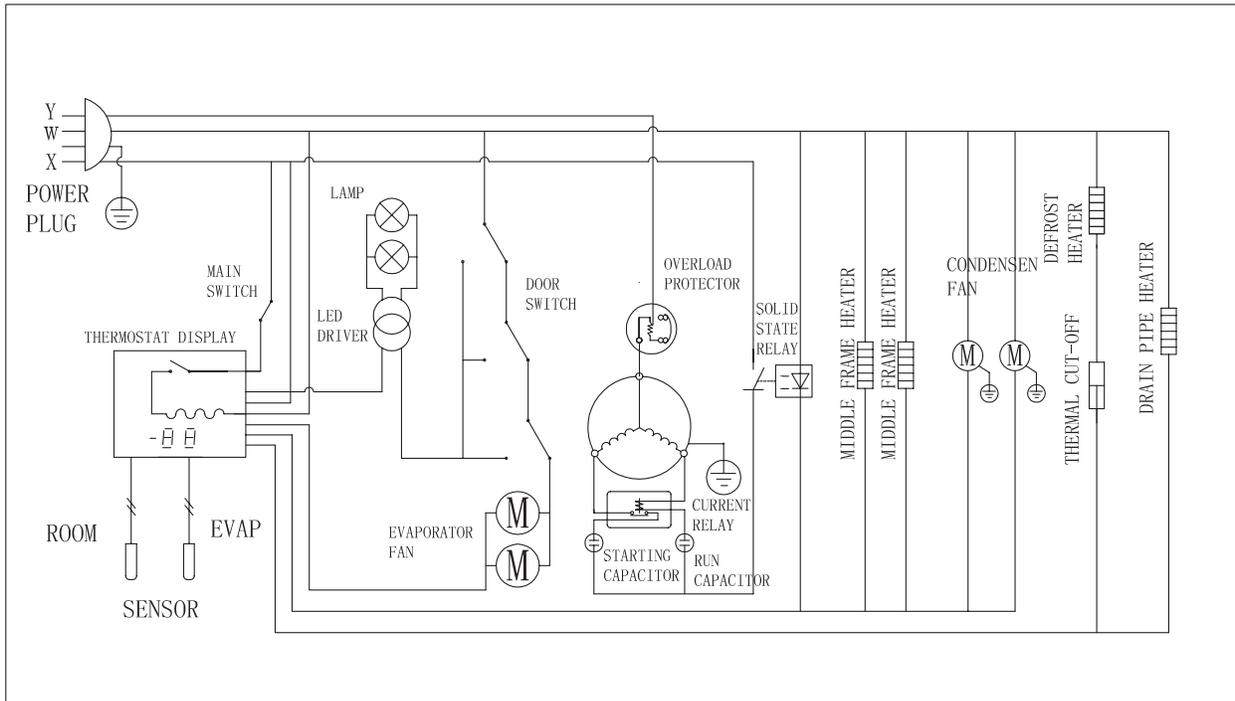 Y
W
X
POWER
PLUG
LAMP
MAIN
SWITCH
LED
DRIVER
THERMOSTAT DISPLAY
-88
ROOM
EVAP
SENSOR
DOOR
SWITCH
EVAPORATOR
FAN
M
M
OVERLOAD
PROTECTOR
SOLID
STATE
RELAY
CURRENT
RELAY
STARTING
CAPACITOR
RUN
CAPACITOR
MIDDLE FRAME HEATER
MIDDLE FRAME HEATER
CONDENSEN
FAN
M
M
DEFROST
HEATER
THERMAL CUT-OFF
DRAIN PIPE HEATER